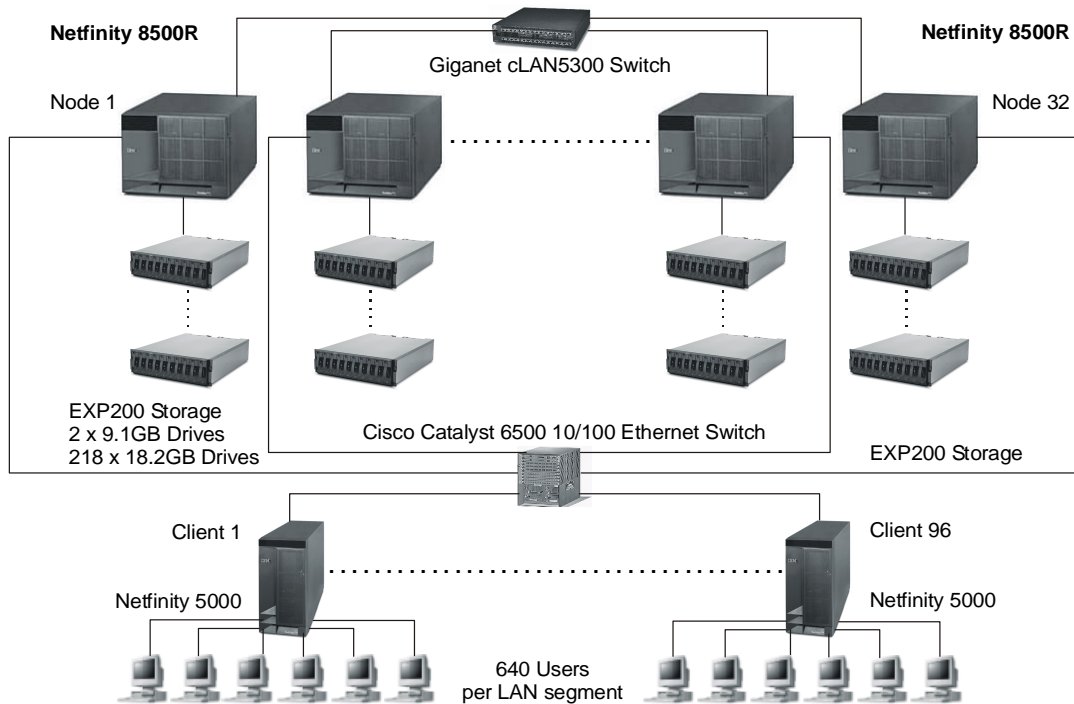 Netfinity 8500R
Netfinity 8500R
Giganet cLAN5300 Switch
Node 1
Node 32
EXP200 Storage
2 x 9.1GB Drives
218 x 18.2GB Drives
Cisco Catalyst 6500 10/100 Ethernet Switch
EXP200 Storage
Client 1
Client 96
Netfinity 5000
Netfinity 5000
640 Users
per LAN segment